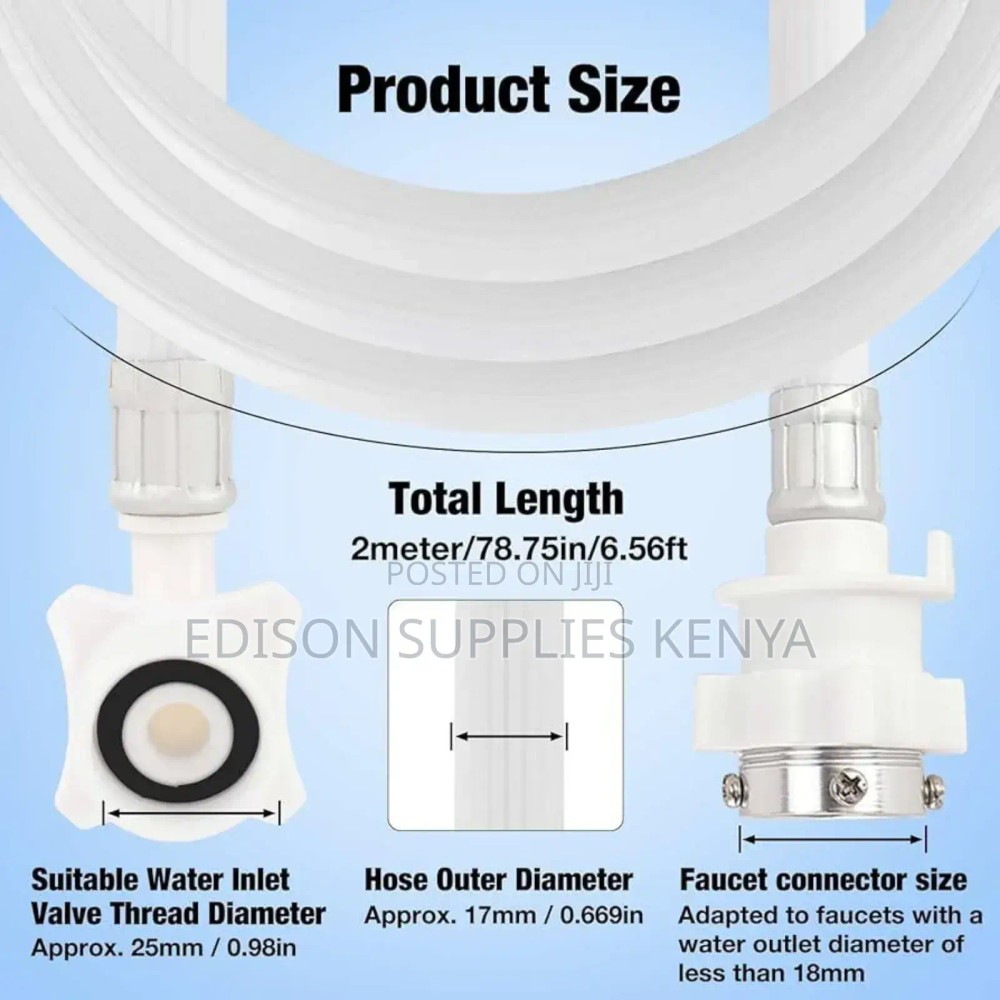 Product Size
Total Length
2meter/78.75in/6.56ft
POSTED ON JIJI
EDISON SUPPLIES KENYA
Suitable Water Inlet
Valve Thread Diameter
Approx. 25mm / 0.98in
Hose Outer Diameter
Approx. 17mm / 0.669in
Faucet connector size
Adapted to faucets with a
water outlet diameter of
less than 18mm